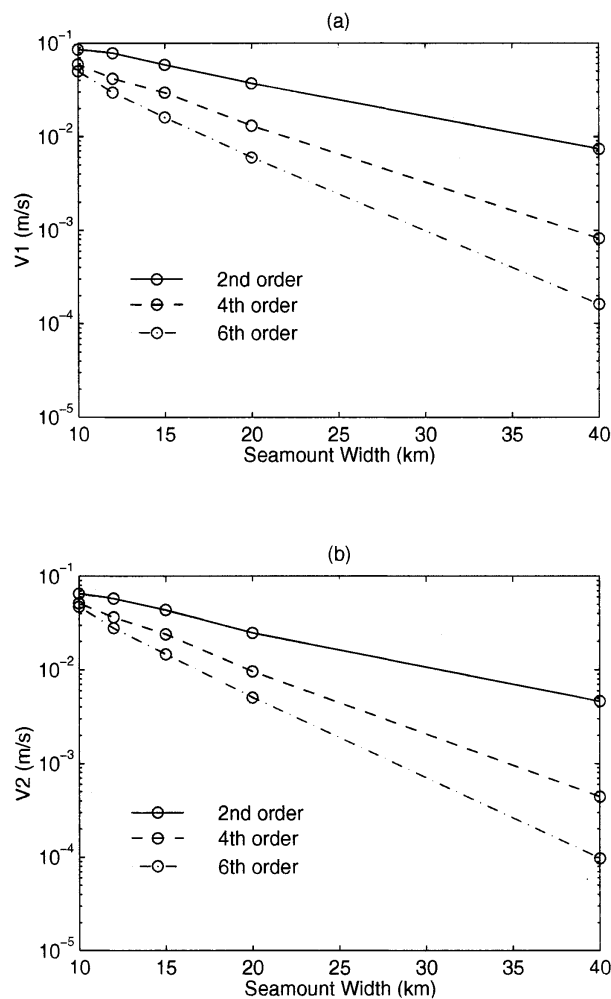 (a)
10^-1
10^-2
10^-3
10^-4
10^-5
V1 (m/s)
2nd order
4th order
6th order
10 15 20 25 30 35 40
Seamount Width (km)
(b)
10^-1
10^-2
10^-3
10^-4
10^-5
V2 (m/s)
2nd order
4th order
6th order
10 15 20 25 30 35 40
Seamount Width (km)